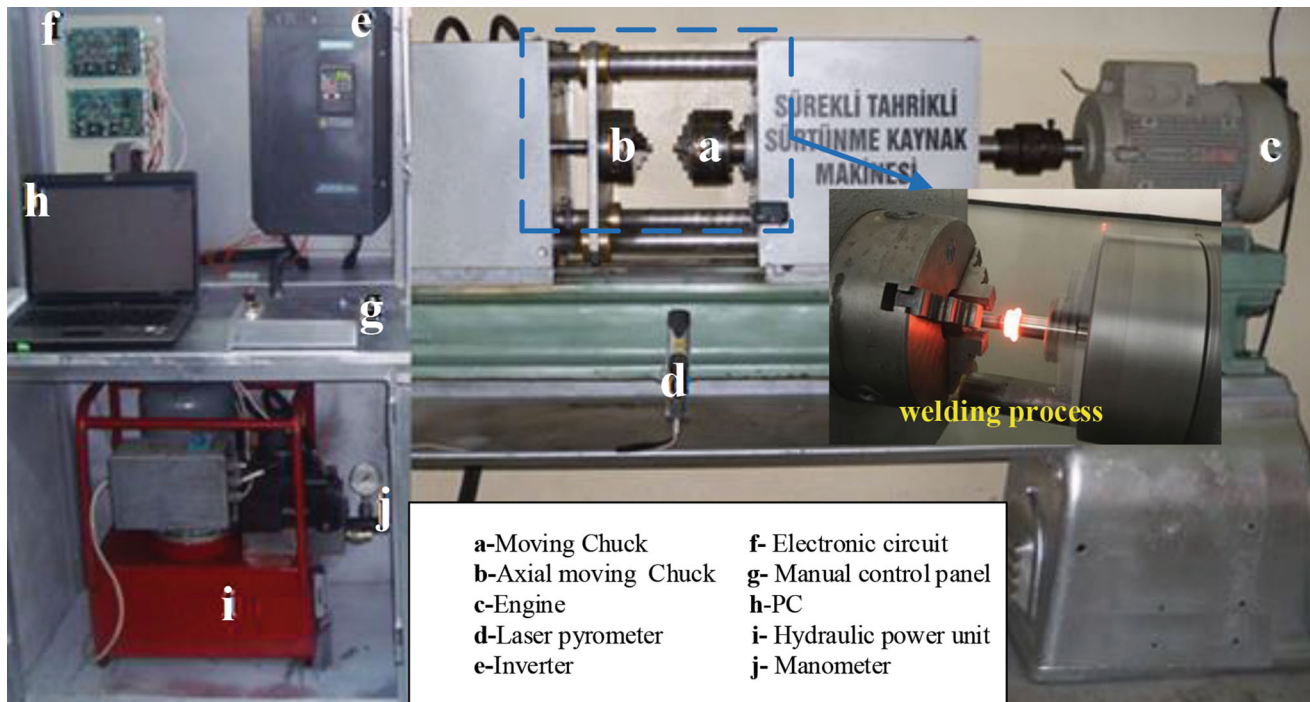 f
e
h
g
b
a
c
SÜREKLİ TAHRİKLİ
SÜRTÜNME KAYNAK
MAKİNESİ
d
welding process
j
i
a-Moving Chuck
b-Axial moving Chuck
c-Engine
d-Laser pyrometer
e-Inverter
f- Electronic circuit
g- Manual control panel
h-PC
i- Hydraulic power unit
j- Manometer